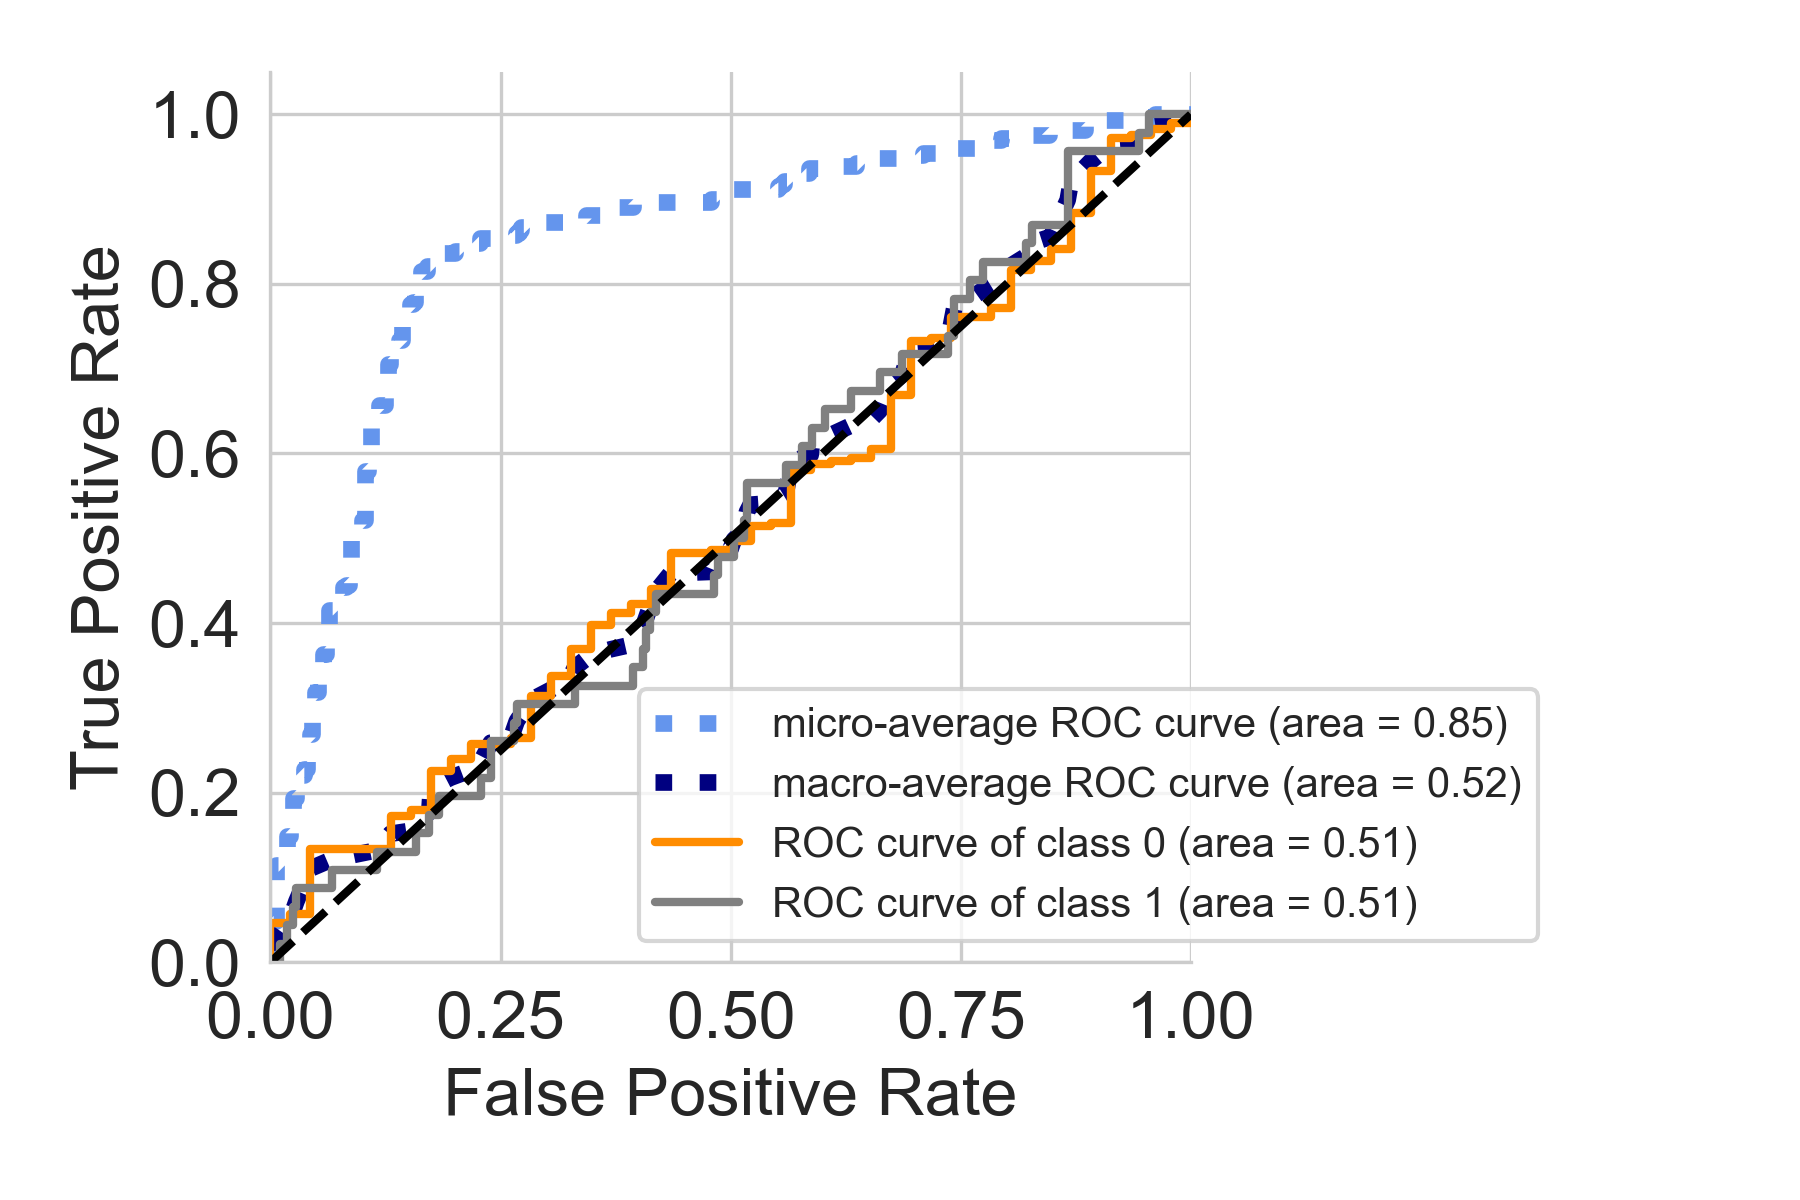 1.0
0.8
0.6
0.4
0.2
0.0
True Positive Rate
micro-average ROC curve (area = 0.85)
macro-average ROC curve (area = 0.52)
ROC curve of class 0 (area = 0.51)
ROC curve of class 1 (area = 0.51)
0.00 0.25 0.50 0.75 1.00
False Positive Rate